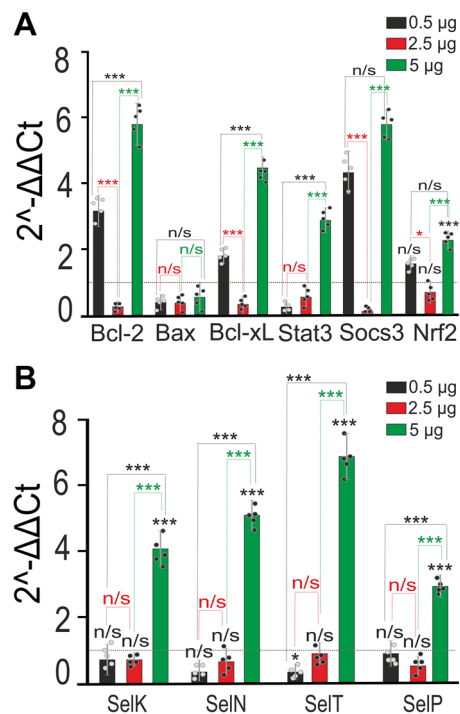 A
0.5 µg
2.5 µg
5 µg
2^-ΔΔCt
8
6
4
2
0
***
***
***
n/s
n/s
n/s
***
***
***
***
***
n/s
n/s
***
***
n/s
***
*
n/s
n/s
***
Bcl-2 Bax Bcl-xL Stat3 Socs3 Nrf2
B
0.5 µg
2.5 µg
5 µg
2^-ΔΔCt
8
6
4
2
0
***
***
***
n/s
n/s
n/s
***
***
***
n/s
n/s
n/s
***
***
***
n/s
*
n/s
***
***
***
n/s
n/s
n/s
SelK SelN SelT SelP